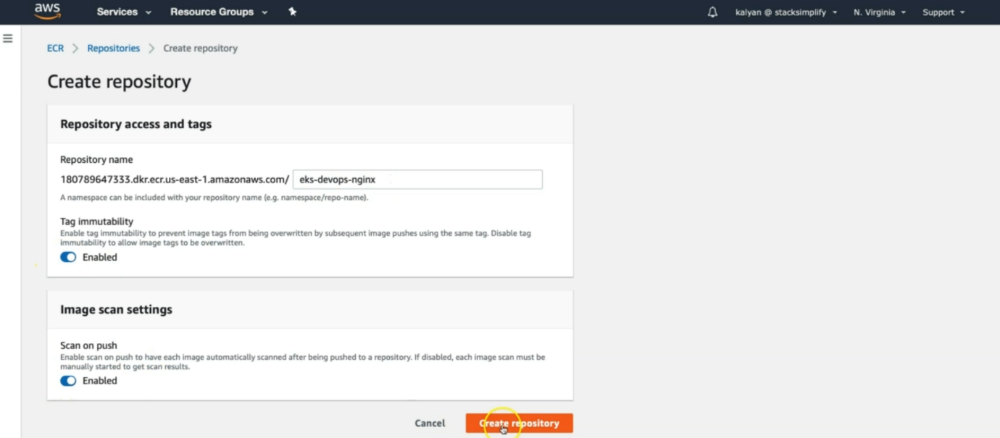 aws Services Resource Groups kalyan @ stacksimplify N. Virginia Support
ECR > Repositories > Create repository
Create repository
Repository access and tags
Repository name
180789647333.dkr.ecr.us-east-1.amazonaws.com/ eks-devops-nginx
A namespace can be included with your repository name (e.g. namespace/repo-name).
Tag immutability
Enable tag immutability to prevent image tags from being overwritten by subsequent image pushes using the same tag. Disable tag
immutability to allow image tags to be overwritten.
Enabled
Image scan settings
Scan on push
Enable scan on push to have each image automatically scanned after being pushed to a repository. If disabled, each image scan must be
manually started to get scan results.
Enabled
Cancel Create repository